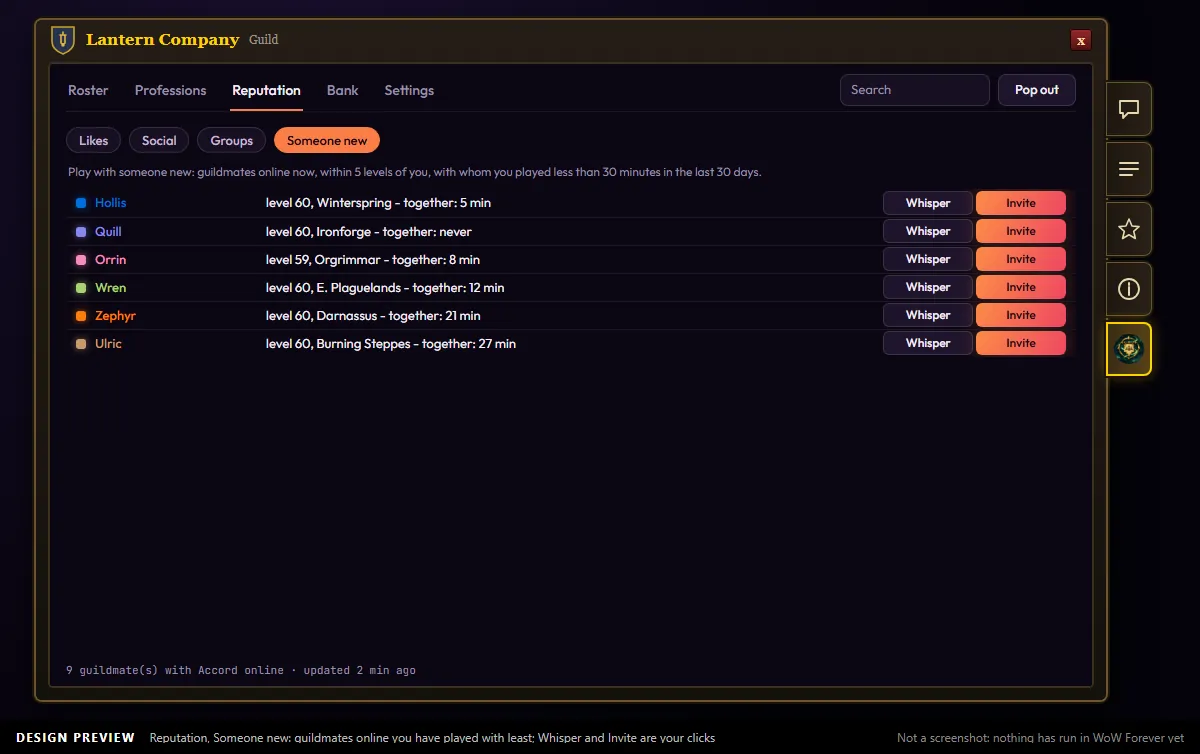 Lantern Company Guild
x
Roster Professions Reputation Bank Settings Search Pop out
Likes Social Groups Someone new
Play with someone new: guildmates online now, within 5 levels of you, with whom you played less than 30 minutes in the last 30 days.
Hollis level 60, Winterspring - together: 5 min Whisper Invite
Quill level 60, Ironforge - together: never Whisper Invite
Orrin level 59, Orgrimmar - together: 8 min Whisper Invite
Wren level 60, E. Plaguelands - together: 12 min Whisper Invite
Zephyr level 60, Darnassus - together: 21 min Whisper Invite
Ulric level 60, Burning Steppes - together: 27 min Whisper Invite
9 guildmate(s) with Accord online · updated 2 min ago
DESIGN PREVIEW Reputation, Someone new: guildmates online you have played with least; Whisper and Invite are your clicks Not a screenshot: nothing has run in WoW Forever yet